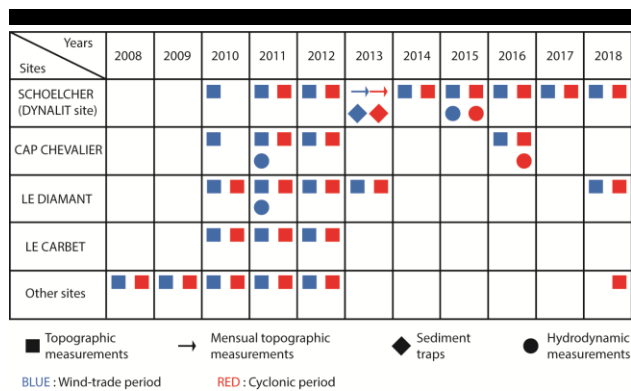 Years
Sites
2008 2009 2010 2011 2012 2013 2014 2015 2016 2017 2018
SCHOELCHER
(DYNALIT site)
CAP CHEVALIER
LE DIAMANT
LE CARBET
Other sites
Topographic
measurements
Mensual topographic
measurements
Sediment
traps
Hydrodynamic
measurements
BLUE : Wind-trade period RED : Cyclonic period